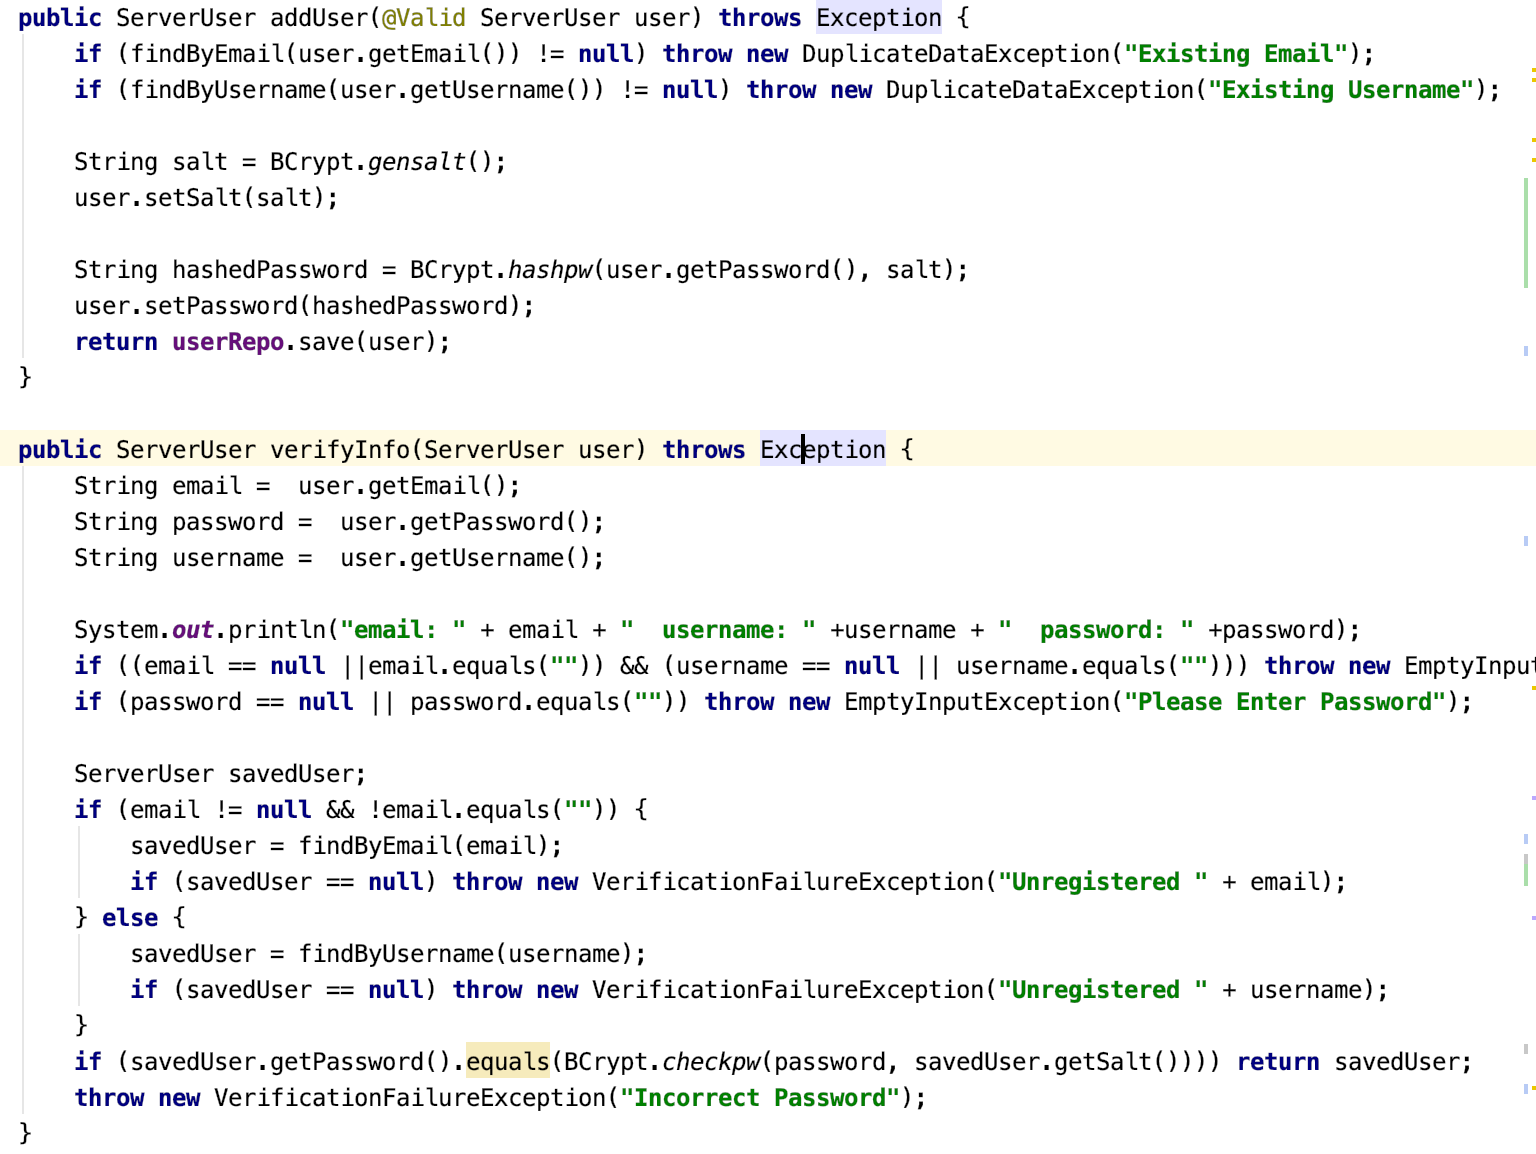 public ServerUser addUser(@Valid ServerUser user) throws Exception {
    if (findByEmail(user.getEmail()) != null) throw new DuplicateDataException("Existing Email");
    if (findByUsername(user.getUsername()) != null) throw new DuplicateDataException("Existing Username");
    String salt = BCrypt.gensalt();
    user.setSalt(salt);
    String hashedPassword = BCrypt.hashpw(user.getPassword(), salt);
    user.setPassword(hashedPassword);
    return userRepo.save(user);
}
public ServerUser verifyInfo(ServerUser user) throws Exception {
    String email =  user.getEmail();
    String password =  user.getPassword();
    String username =  user.getUsername();
    System.out.println("email: " + email + "  username: " +username + "  password: " +password);
    if ((email == null ||email.equals("")) && (username == null || username.equals(""))) throw new EmptyInput
    if (password == null || password.equals("")) throw new EmptyInputException("Please Enter Password");
    ServerUser savedUser;
    if (email != null && !email.equals("")) {
        savedUser = findByEmail(email);
        if (savedUser == null) throw new VerificationFailureException("Unregistered " + email);
    } else {
        savedUser = findByUsername(username);
        if (savedUser == null) throw new VerificationFailureException("Unregistered " + username);
    }
    if (savedUser.getPassword().equals(BCrypt.checkpw(password, savedUser.getSalt()))) return savedUser;
    throw new VerificationFailureException("Incorrect Password");
}